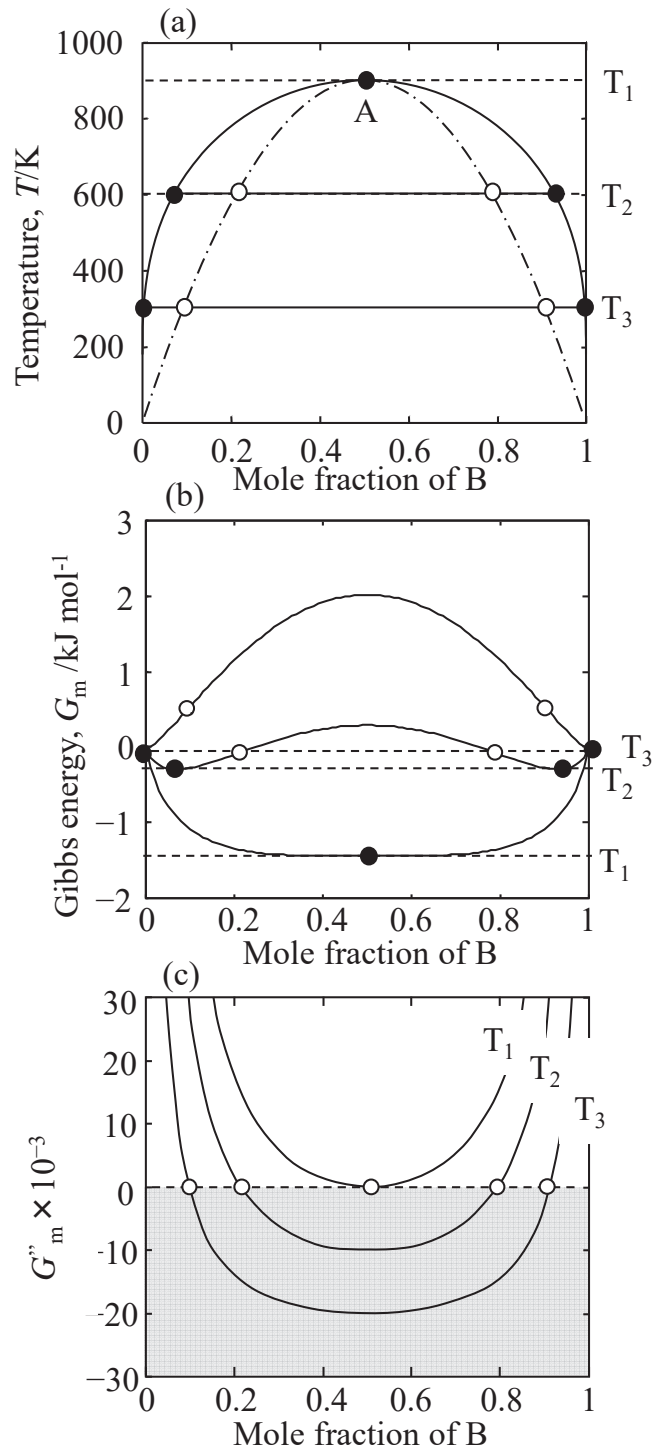 (a)
Temperature, T/K
1000
800
600
400
200
0
A
T₁
T₂
T₃
0 0.2 0.4 0.6 0.8 1
Mole fraction of B
(b)
Gibbs energy, Gₘ /kJ mol⁻¹
3
2
1
0
−1
−2
T₃
T₂
T₁
0 0.2 0.4 0.6 0.8 1
Mole fraction of B
(c)
G”ₘ × 10⁻³
30
20
10
0
-10
-20
−30
T₁
T₂
T₃
0 0.2 0.4 0.6 0.8 1
Mole fraction of B